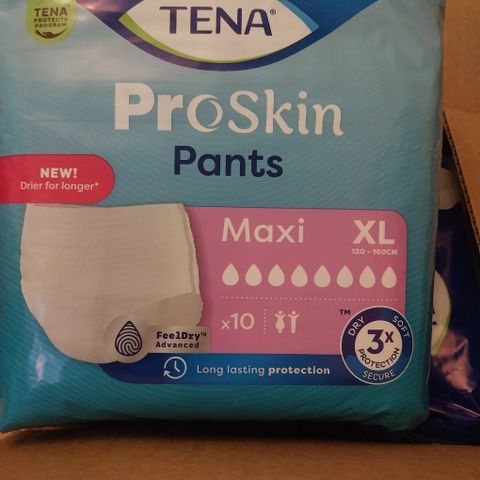 TENA
PROTECTS
PROGRAM
TENA®
ProSkin
Pants
NEW!
Drier for longer*
Maxi
XL
120 - 160CM
x10
FeelDry™
Advanced
Long lasting protection
™
DRY
SOFT
3x
PROTECTION
SECURE